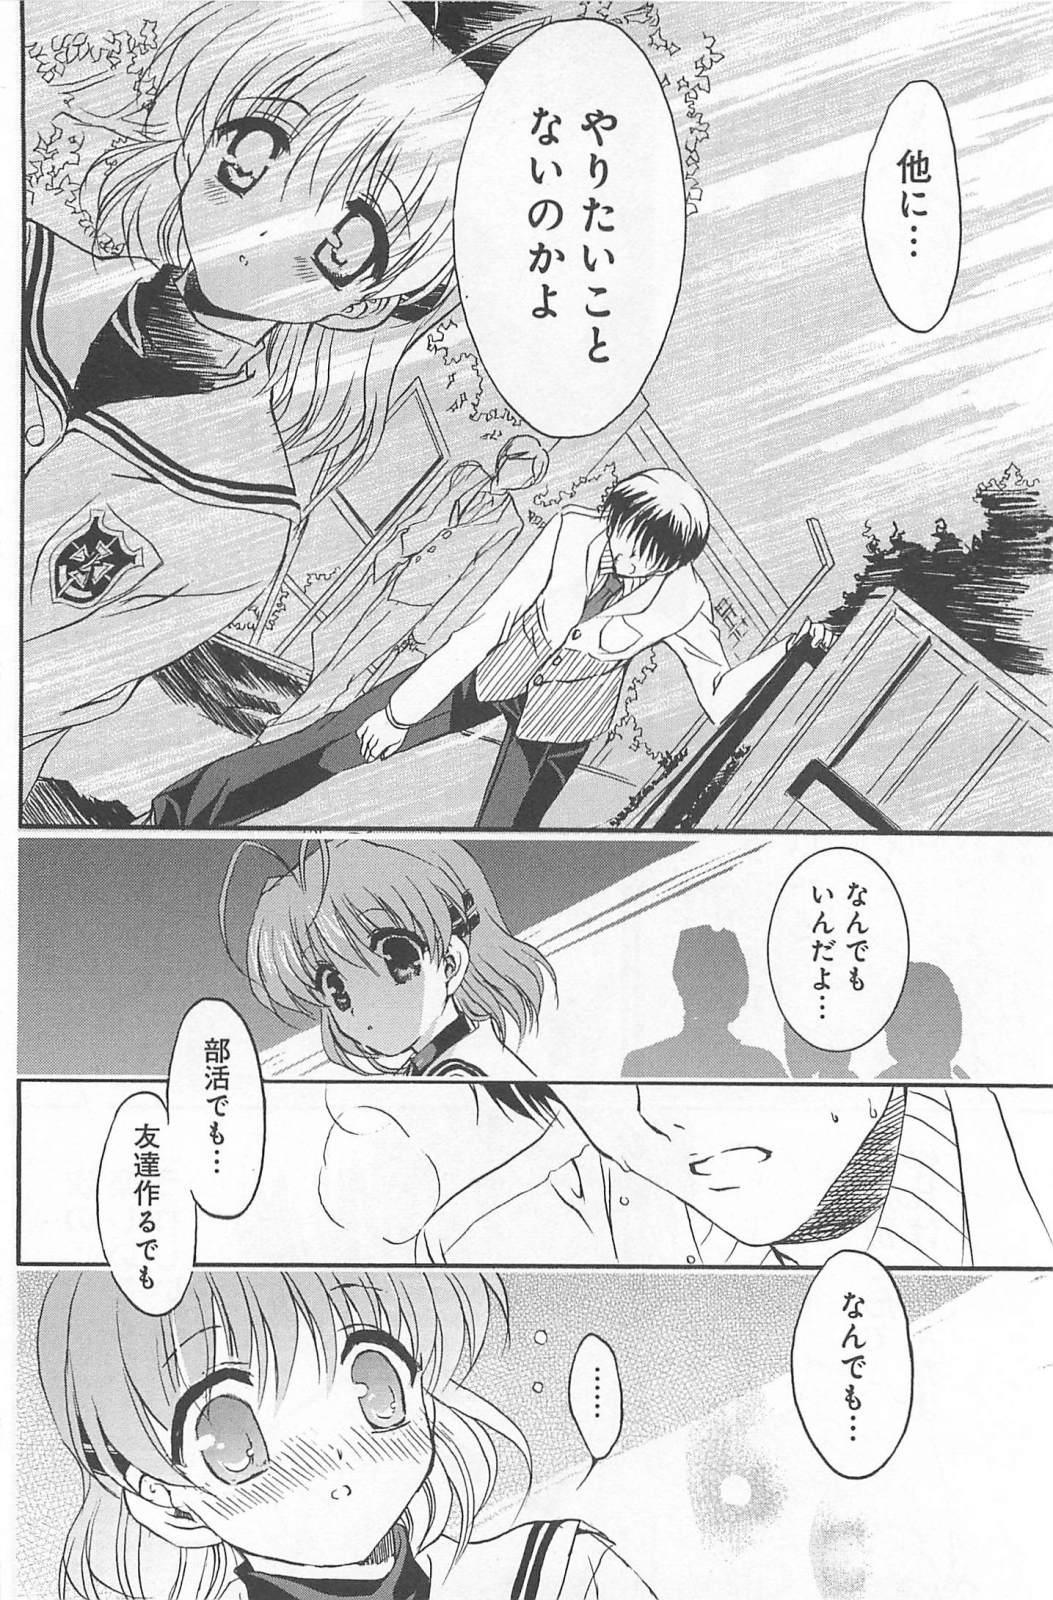 他に…
やりたいこと
ないのかよ
なんでも
いんだよ…
部活でも…
友達作るでも
なんでも…
……